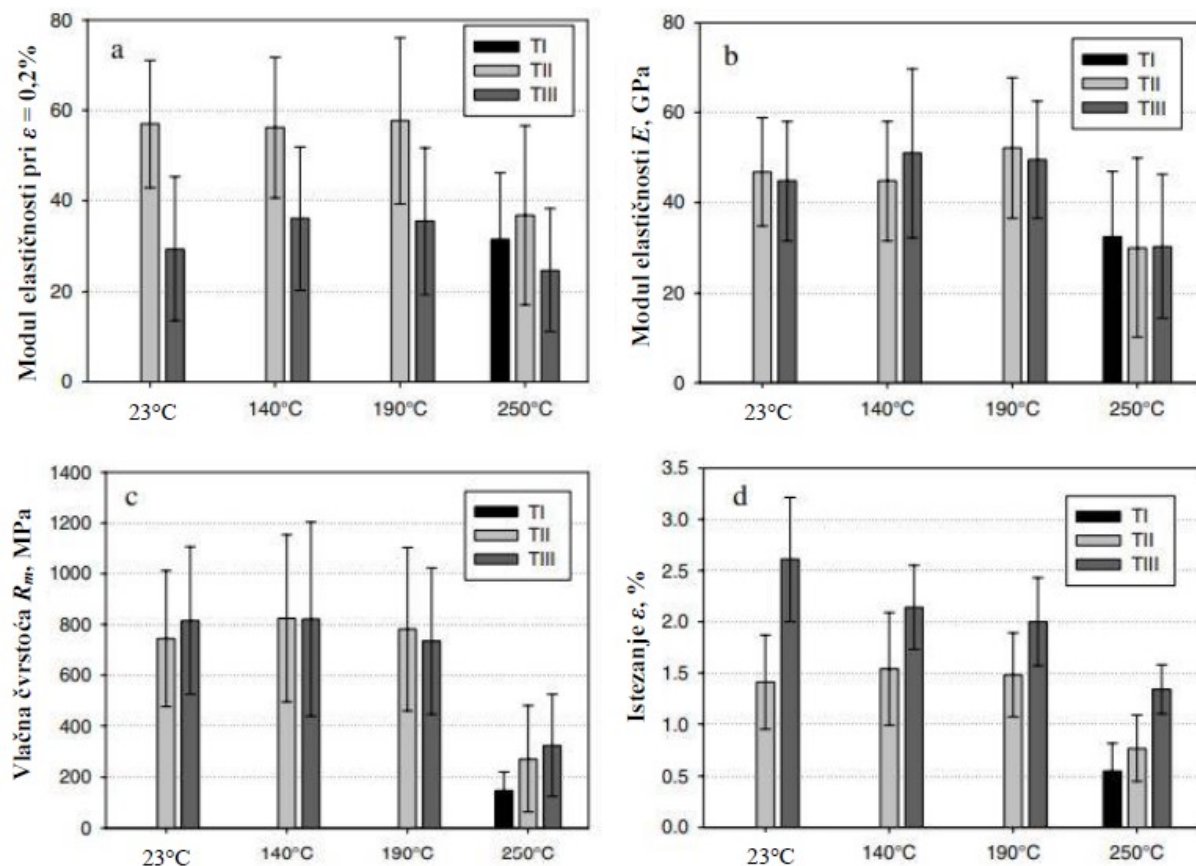 Modul elastičnosti pri ε = 0,2%
80
60
40
20
0
a
TI
TII
TIII
23°C
140°C
190°C
250°C
Modul elastičnosti E, GPa
80
60
40
20
0
b
TI
TII
TIII
23°C
140°C
190°C
250°C
Vlačna čvrstoća Rm, MPa
1400
1200
1000
800
600
400
200
0
c
TI
TII
TIII
23°C
140°C
190°C
250°C
Istezanje ε, %
3.5
3.0
2.5
2.0
1.5
1.0
0.5
0.0
d
TI
TII
TIII
23°C
140°C
190°C
250°C